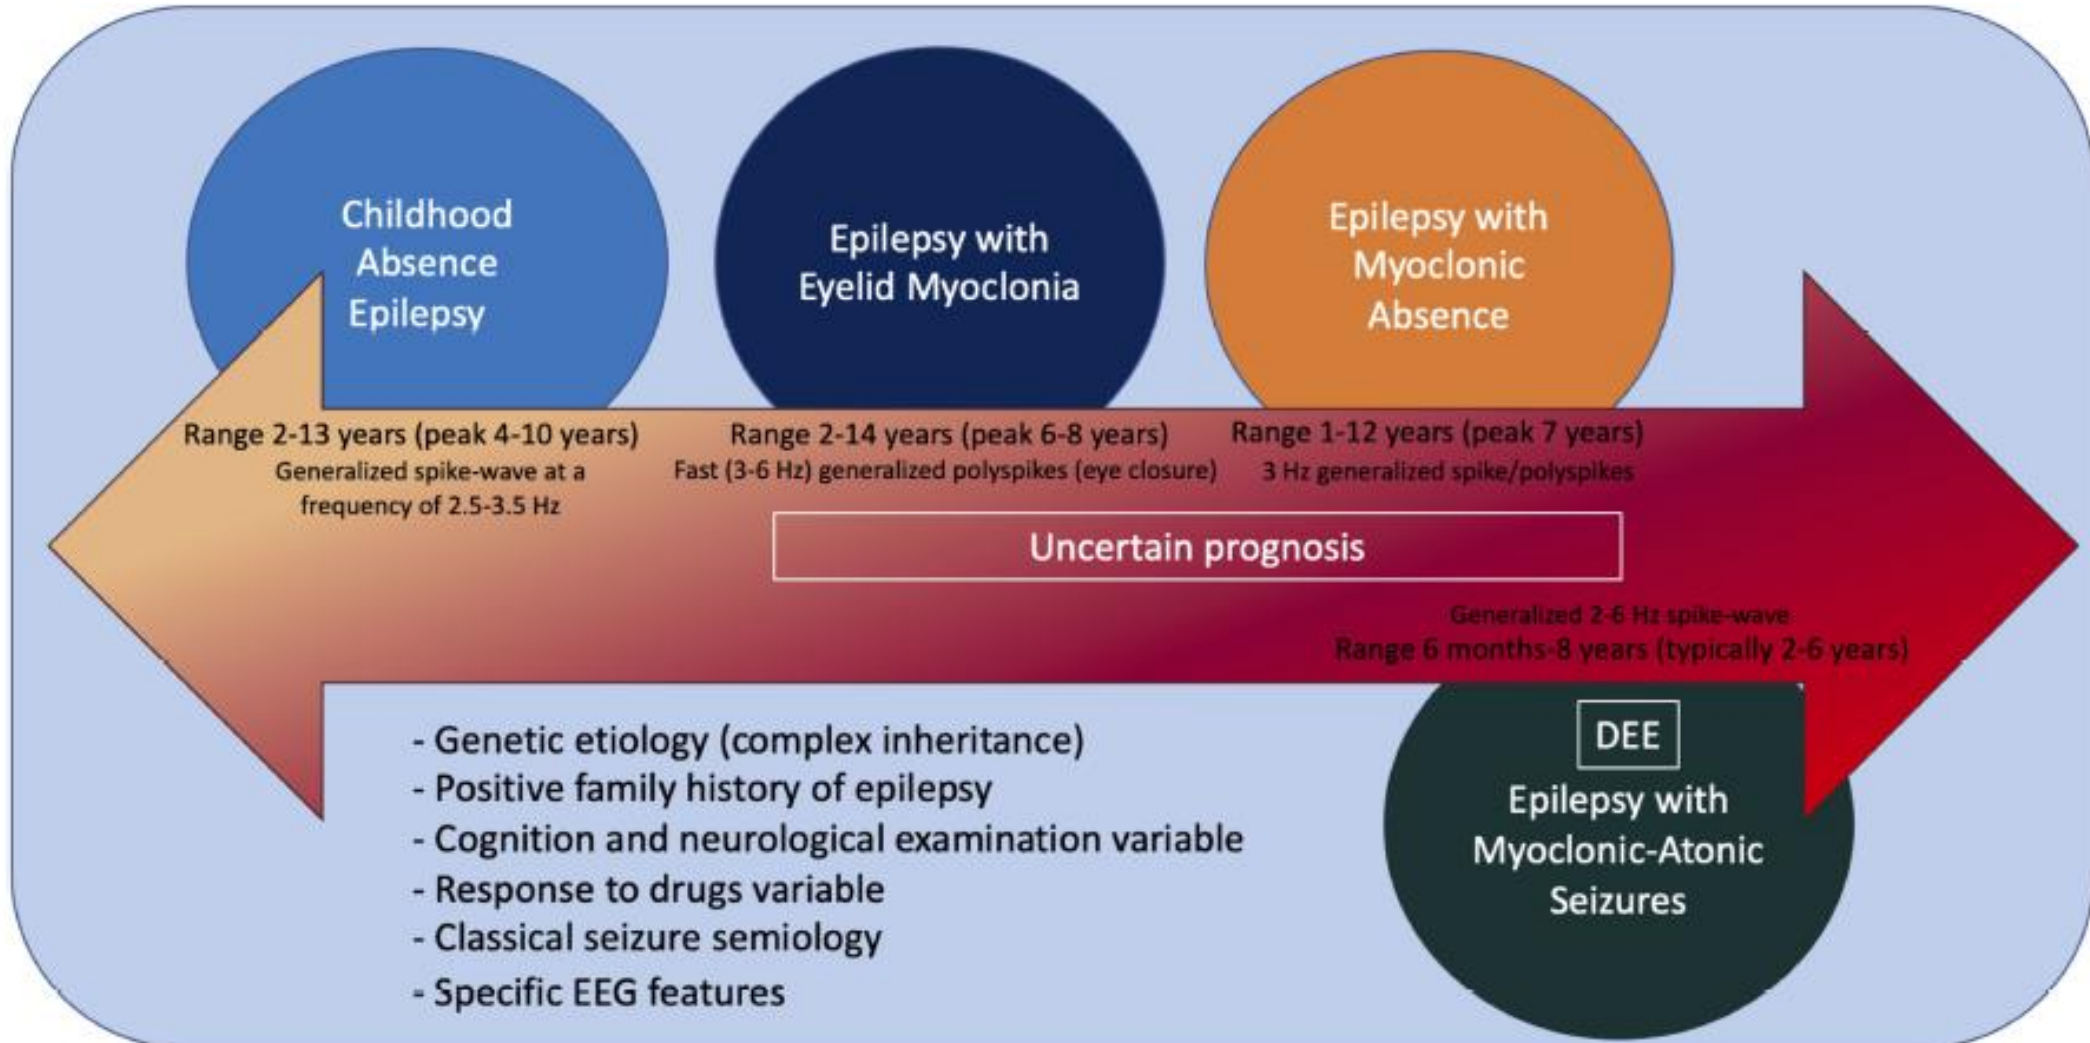 Childhood
Absence
Epilepsy
Epilepsy with
Eyelid Myoclonia
Epilepsy with
Myoclonic
Absence
Range 2-13 years (peak 4-10 years)
Generalized spike-wave at a
frequency of 2.5-3.5 Hz
Range 2-14 years (peak 6-8 years)
Fast (3-6 Hz) generalized polyspikes (eye closure)
Range 1-12 years (peak 7 years)
3 Hz generalized spike/polyspikes
Uncertain prognosis
Generalized 2-6 Hz spike-wave
Range 6 months-8 years (typically 2-6 years)
- Genetic etiology (complex inheritance)
- Positive family history of epilepsy
- Cognition and neurological examination variable
- Response to drugs variable
- Classical seizure semiology
- Specific EEG features
DEE
Epilepsy with
Myoclonic-Atonic
Seizures